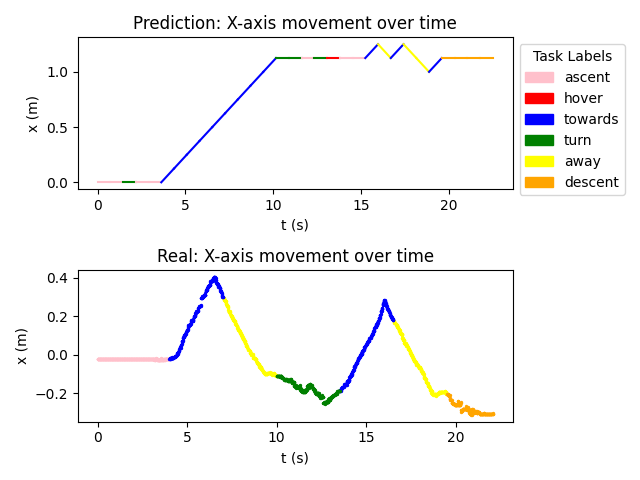 Prediction: X-axis movement over time
x (m)
1.0
0.5
0.0
0
5
10
15
20
t (s)
Task Labels
ascent
hover
towards
turn
away
descent
Real: X-axis movement over time
x (m)
0.4
0.2
0.0
−0.2
0
5
10
15
20
t (s)